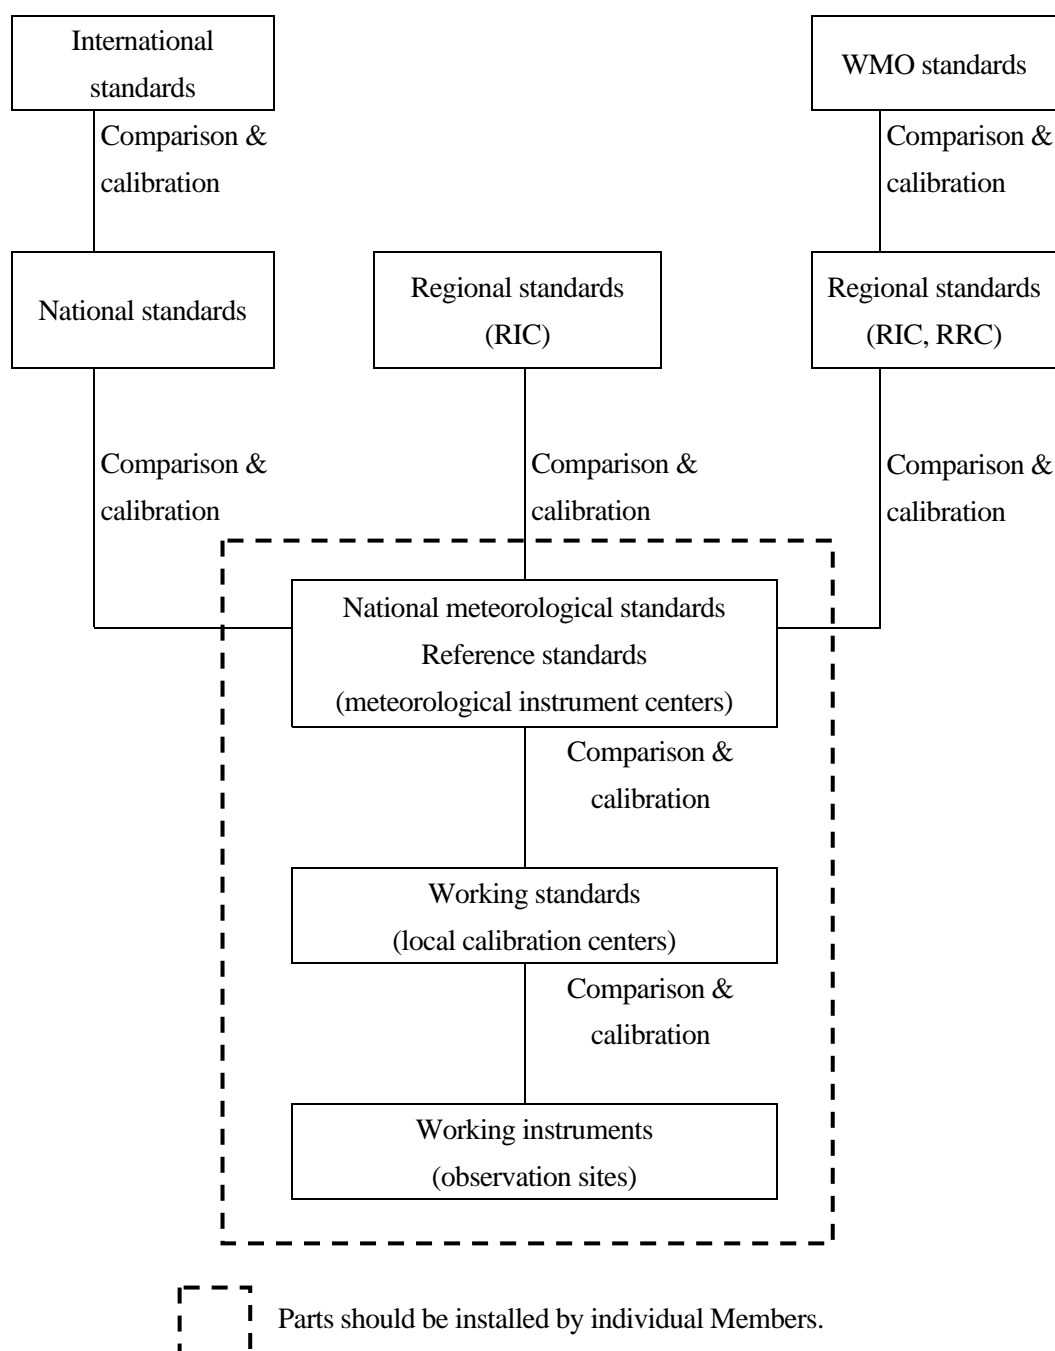 International
standards
WMO standards
Comparison &
calibration
Comparison &
calibration
National standards
Regional standards
(RIC)
Regional standards
(RIC, RRC)
Comparison &
calibration
Comparison &
calibration
Comparison &
calibration
National meteorological standards
Reference standards
(meteorological instrument centers)
Comparison &
calibration
Working standards
(local calibration centers)
Comparison &
calibration
Working instruments
(observation sites)
Parts should be installed by individual Members.